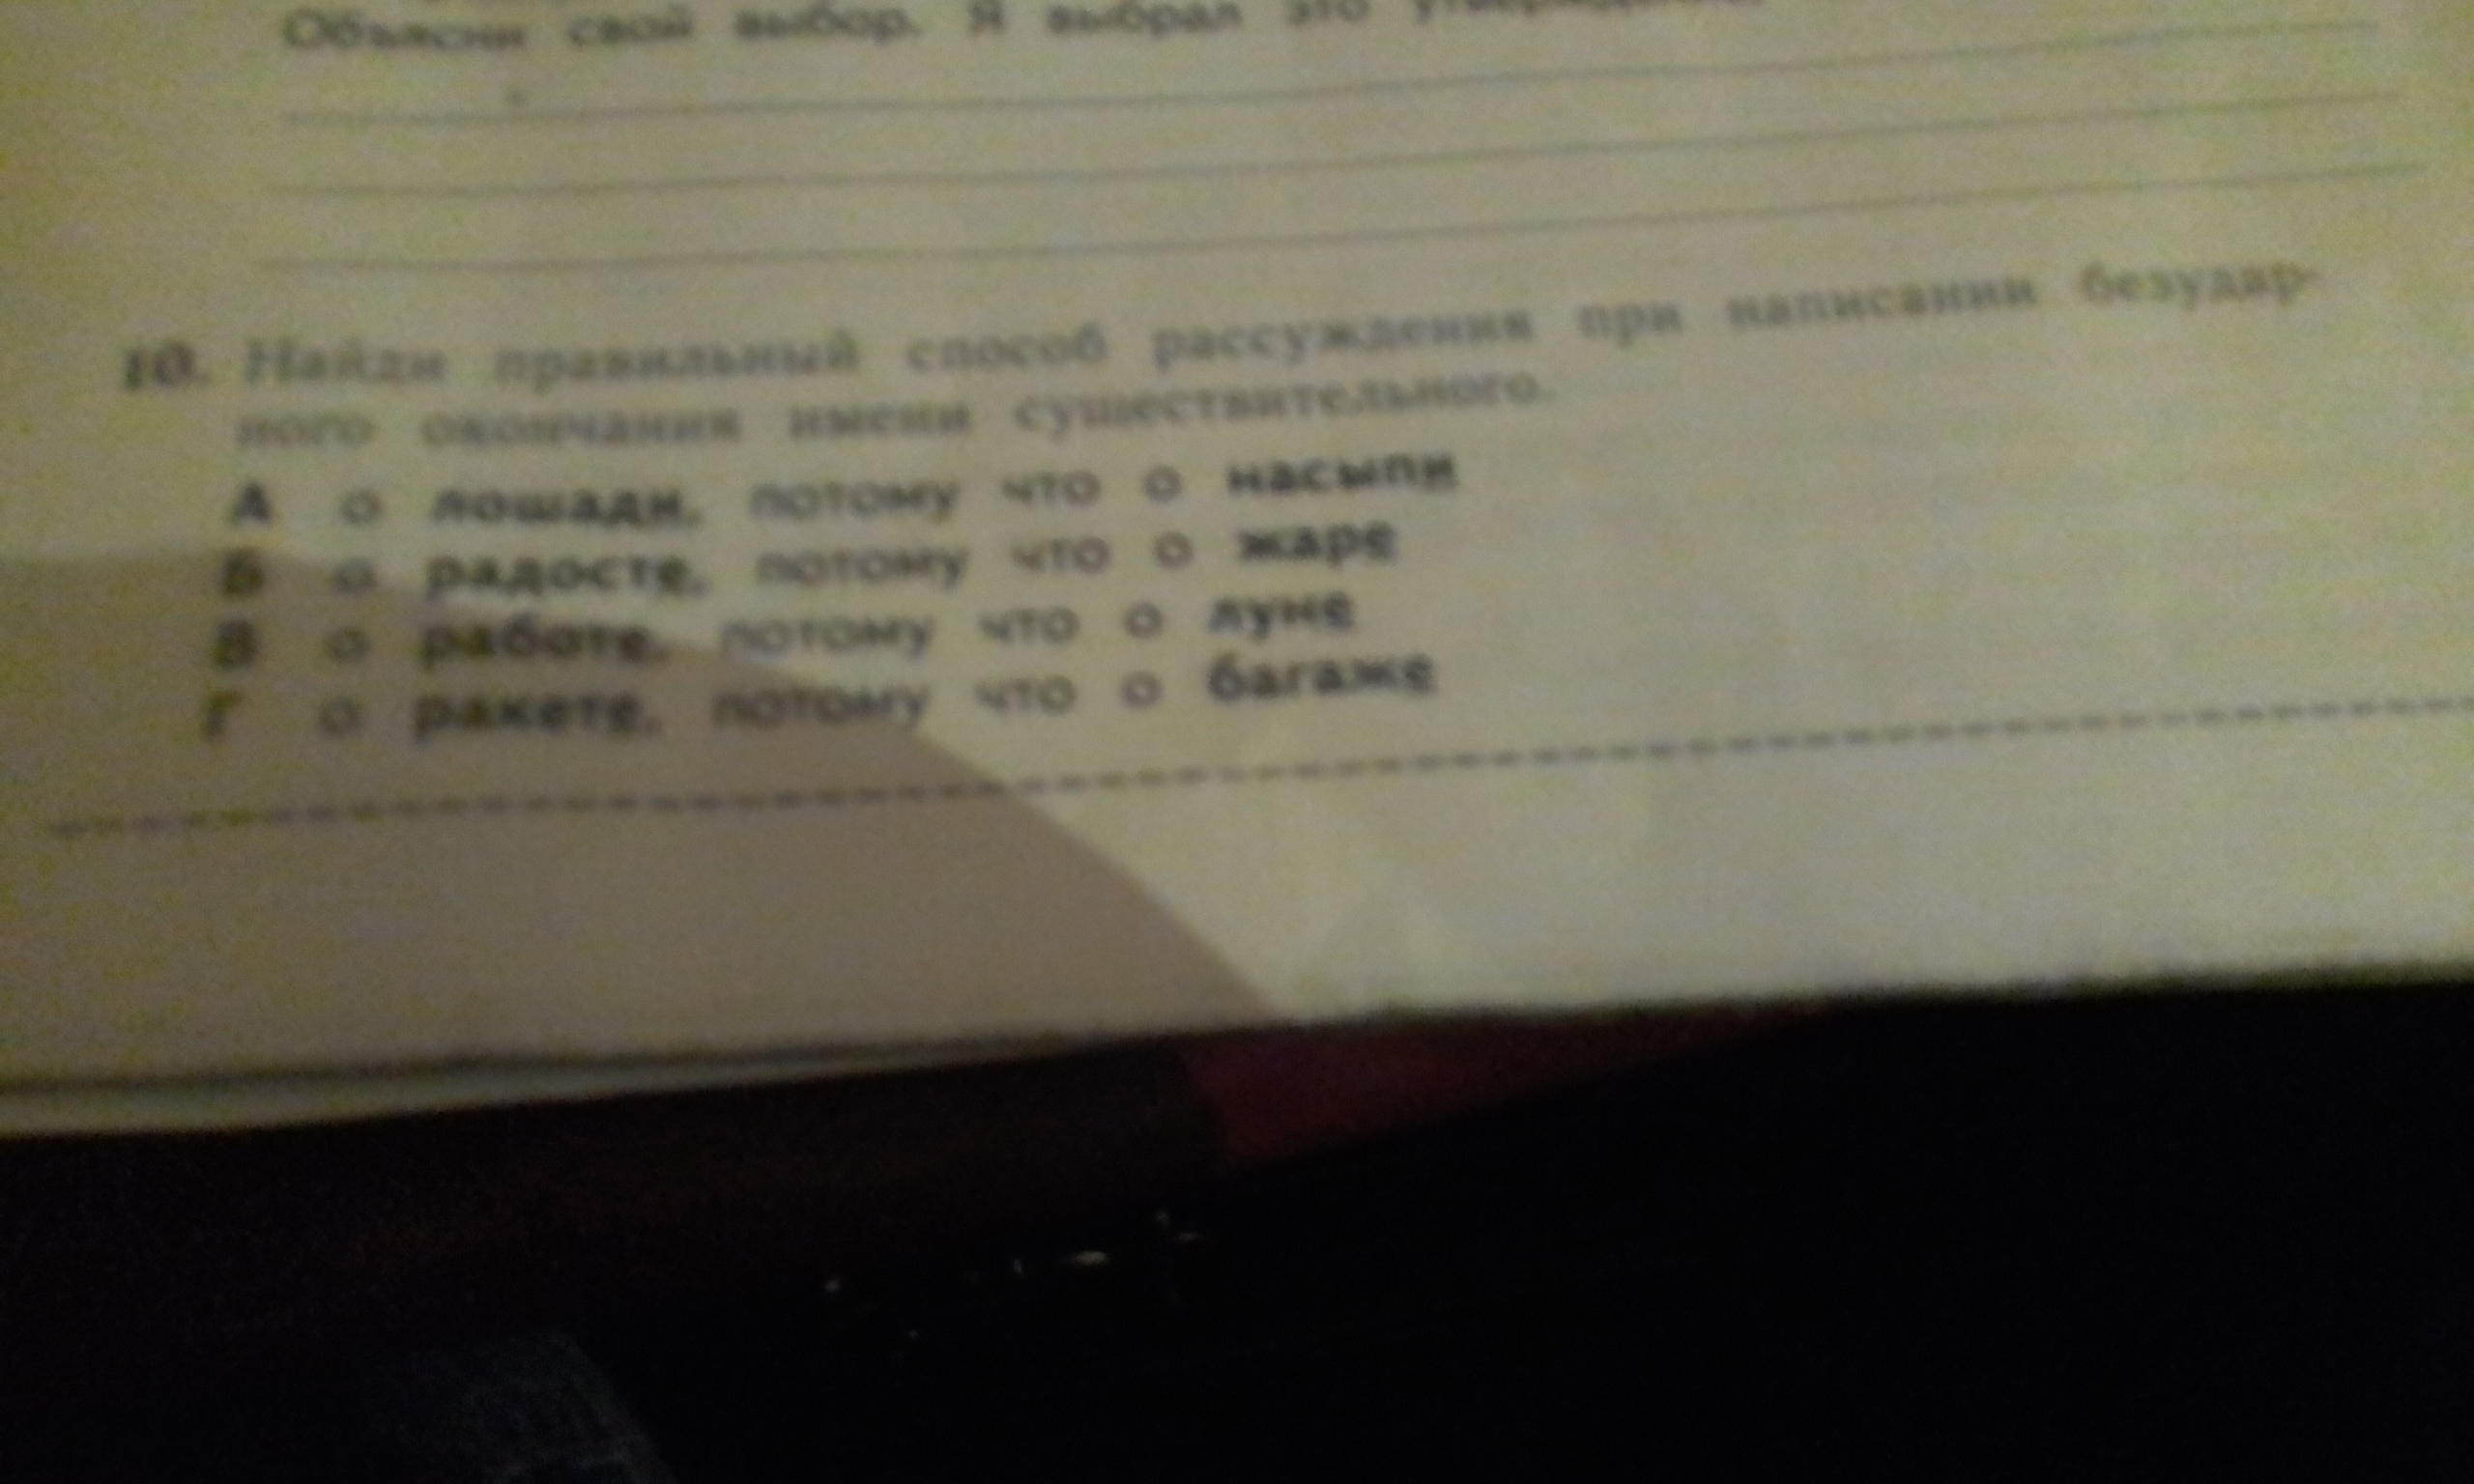 Объясни свой выбор. Я выбрал это утверждение,
10. Найди правильный способ рассуждения при написании безудар-
ного окончания имени существительного.
А о лошади, потому что о насыпи
Б о радосте, потому что о жаре
В о работе, потому что о луне
Г о ракете, потому что о багаже